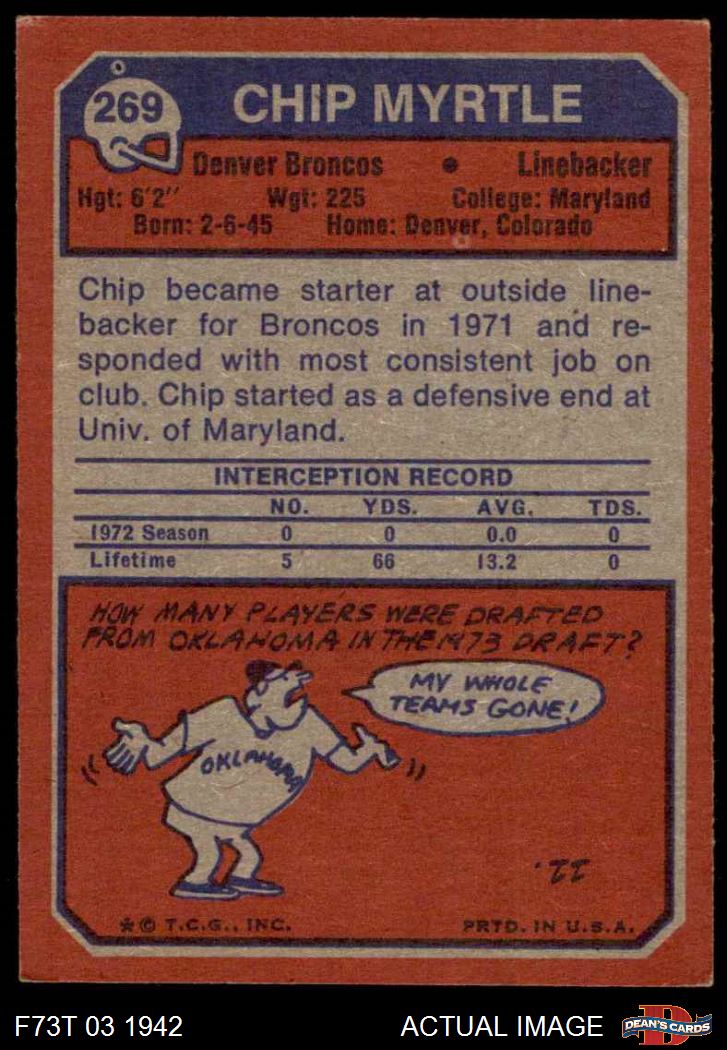 269
CHIP MYRTLE
Denver Broncos • Linebacker
Hgt: 6'2" Wgt: 225 College: Maryland
Born: 2-6-45 Home: Denver, Colorado
Chip became starter at outside line-
backer for Broncos in 1971 and re-
sponded with most consistent job on
club. Chip started as a defensive end at
Univ. of Maryland.
INTERCEPTION RECORD
NO. YDS. AVG. TDS.
1972 Season 0 0 0.0 0
Lifetime 5 66 13.2 0
HOW MANY PLAYERS WERE DRAFTED
FROM OKLAHOMA IN THE 1973 DRAFT?
MY WHOLE
TEAMS GONE!
OKLAHOMA
* © T.C.G., INC. PRTD. IN U.S.A.
F73T 03 1942 ACTUAL IMAGE DEAN'S CARDS